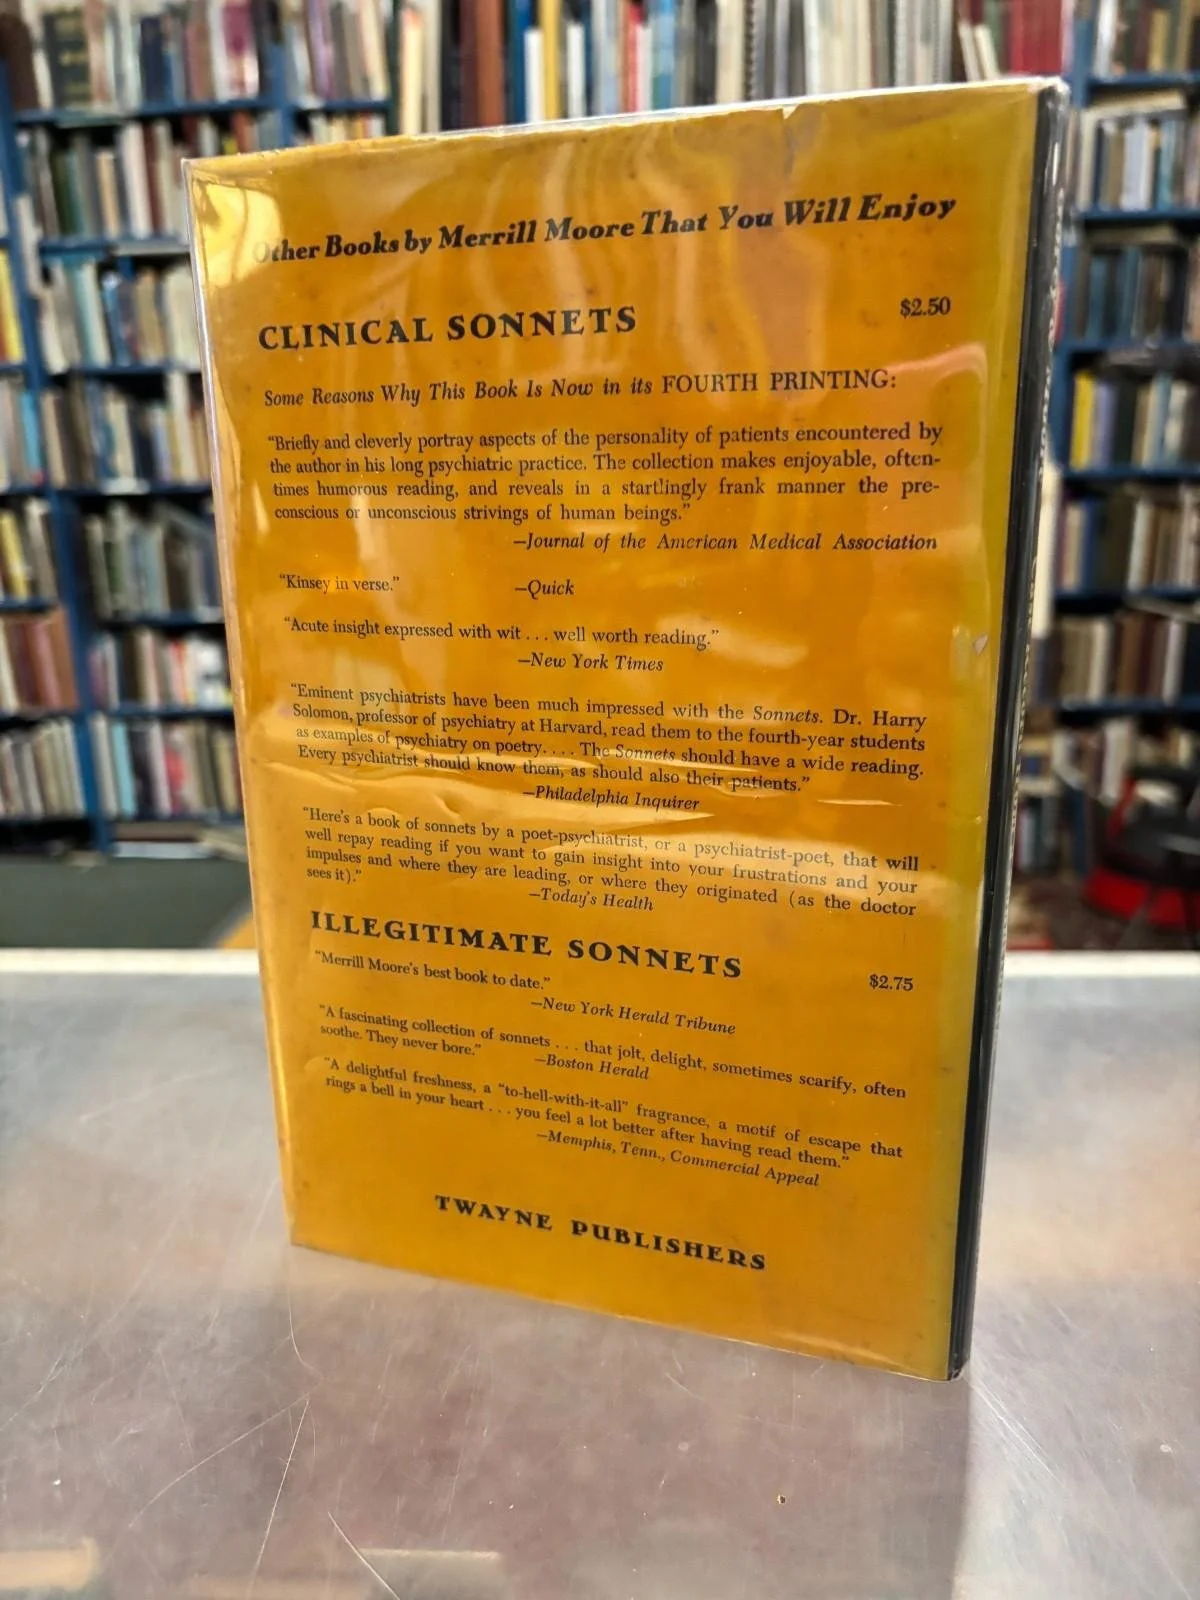 Other Books by Merrill Moore That You Will Enjoy
CLINICAL SONNETS $2.50
Some Reasons Why This Book Is Now in its FOURTH PRINTING:
“Briefly and cleverly portray aspects of the personality of patients encountered by
the author in his long psychiatric practice. The collection makes enjoyable, often-
times humorous reading, and reveals in a startlingly frank manner the pre-
conscious or unconscious strivings of human beings.”
—Journal of the American Medical Association
“Kinsey in verse.” —Quick
“Acute insight expressed with wit . . . well worth reading.”
—New York Times
“Eminent psychiatrists have been much impressed with the Sonnets. Dr. Harry
Solomon, professor of psychiatry at Harvard, read them to the fourth-year students
as examples of psychiatry on poetry. . . . The Sonnets should have a wide reading.
Every psychiatrist should know them, as should also their patients.”
—Philadelphia Inquirer
“Here’s a book of sonnets by a poet-psychiatrist, or a psychiatrist-poet, that will
well repay reading if you want to gain insight into your frustrations and your
impulses and where they are leading, or where they originated (as the doctor
sees it).”
—Today’s Health
ILLEGITIMATE SONNETS $2.75
“Merrill Moore’s best book to date.”
—New York Herald Tribune
“A fascinating collection of sonnets . . . that jolt, delight, sometimes scarify, often
soothe. They never bore.” —Boston Herald
“A delightful freshness, a “to-hell-with-it-all” fragrance, a motif of escape that
rings a bell in your heart . . . you feel a lot better after having read them.”
—Memphis, Tenn., Commercial Appeal
TWAYNE PUBLISHERS